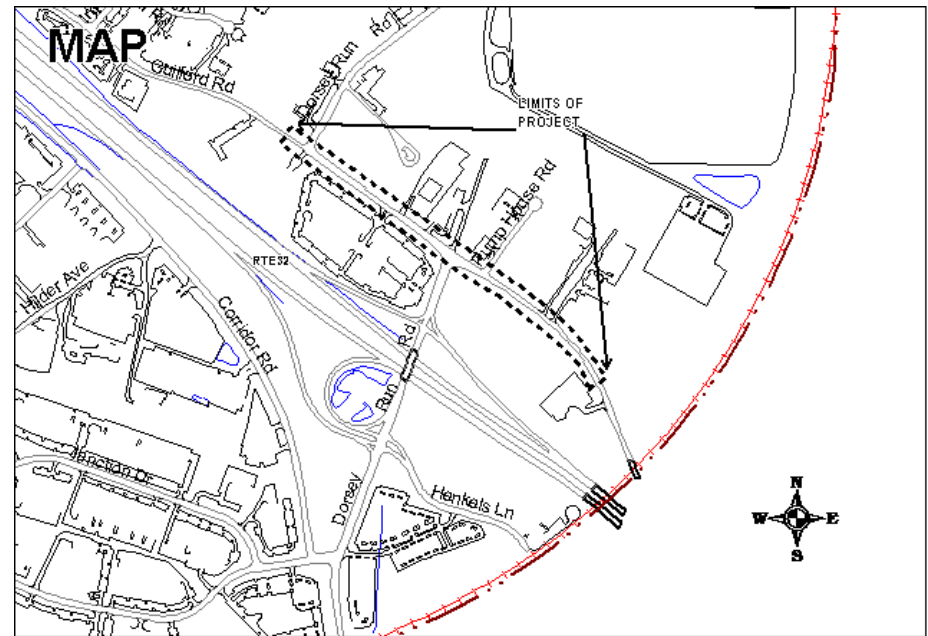 MAP
Guilford Rd
Dorsey Run Rd
LIMITS OF
PROJECT
Pump House Rd
RTE32
Hilder Ave
Corridor Rd
Dorsey Run Rd
Junction Dr
Henkels Ln
N
W E
S